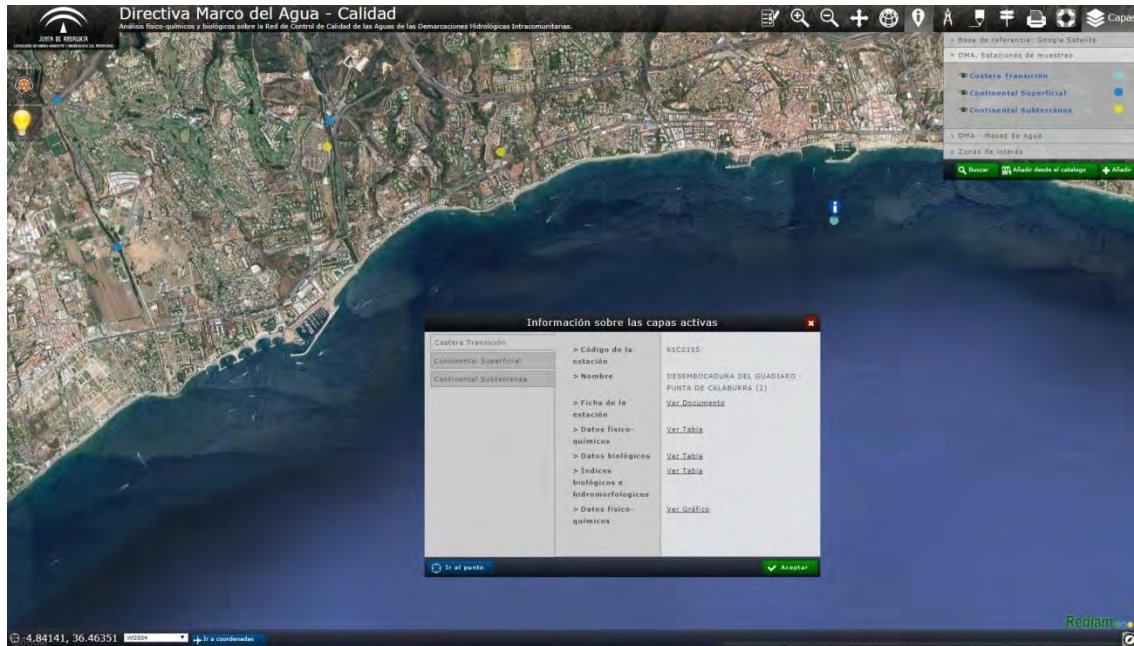 Directiva Marco del Agua - Calidad
Análisis físico-químicos y biológicos sobre la Red de Control de Calidad de las Aguas de las Demarcaciones Hidrológicas Intracomunitarias.
JUNTA DE ANDALUCIA
Capas
Base de referencia: Google Satelite
DMA. Estaciones de muestreo
Costera Transición
Continental Superficial
Continental Subterránea
DMA - Masas de Agua
Zonas de interés
Buscar
Añadir desde el catalogo
Añadir
Información sobre las capas activas
Costera Transición
Continental Superficial
Continental Subterránea
> Código de la
estación
61C0105
> Nombre
DESEMBOCADURA DEL GUADIARO -
PUNTA DE CALABURRA (2)
> Ficha de la
estación
Ver Documento
> Datos físico-
químicos
Ver Tabla
> Datos biológicos
Ver Tabla
> Índices
biológicos e
hidromorfologicos
Ver Tabla
> Datos físico-
químicos
Ver Gráfico
Ir al punto
Aceptar
Rediam
-4.84141, 36.46351
WGS84
Ir a coordenadas